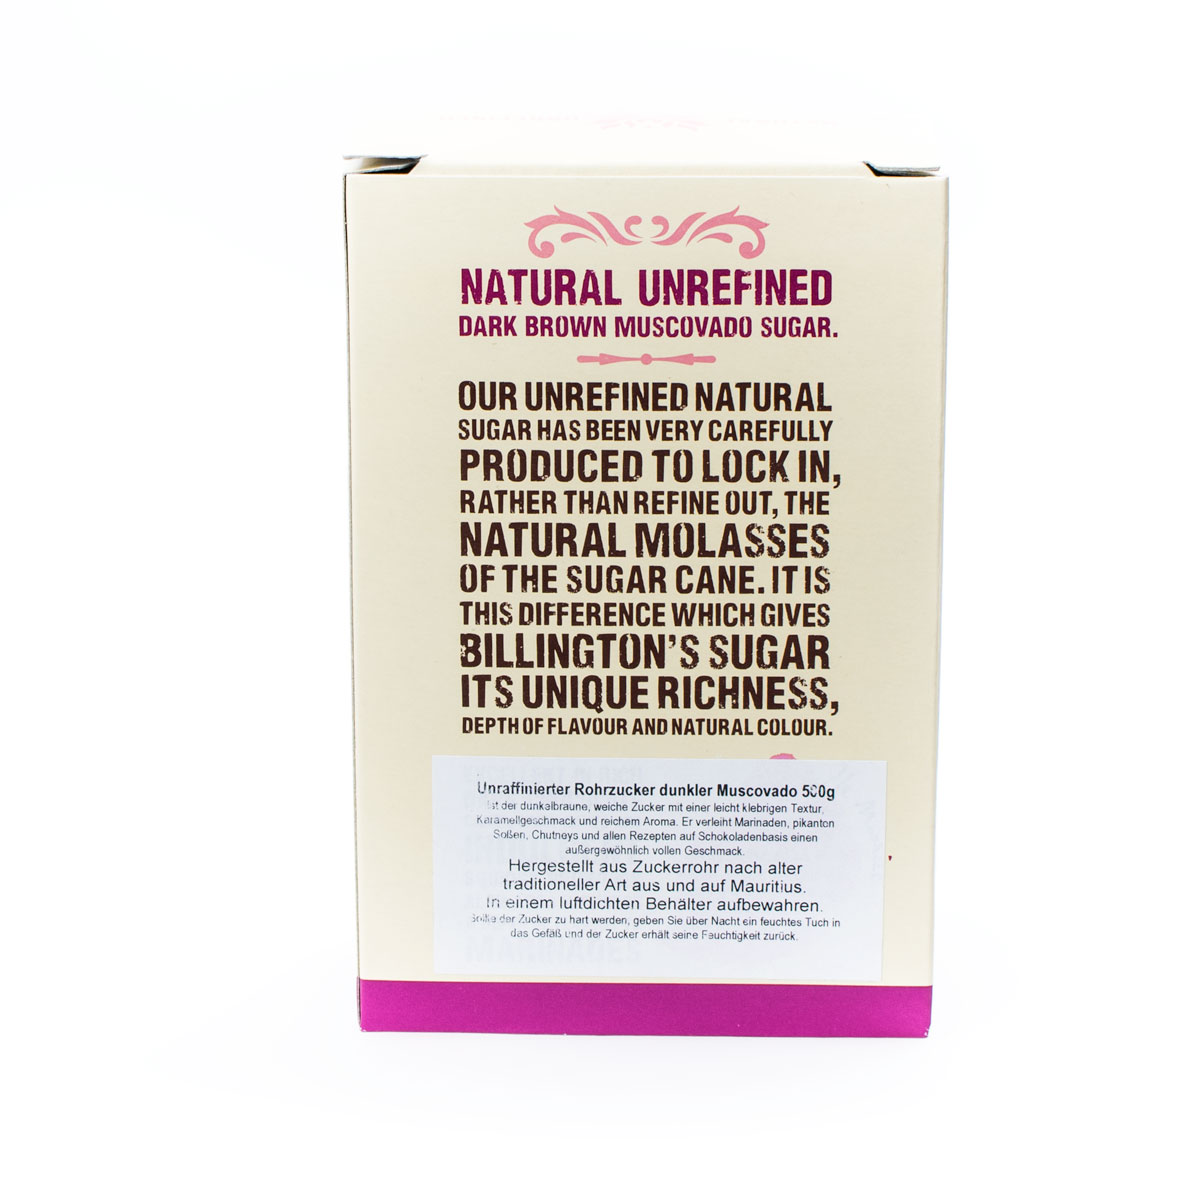 NATURAL UNREFINED
DARK BROWN MUSCOVADO SUGAR.
OUR UNREFINED NATURAL
SUGAR HAS BEEN VERY CAREFULLY
PRODUCED TO LOCK IN,
RATHER THAN REFINE OUT, THE
NATURAL MOLASSES
OF THE SUGAR CANE. IT IS
THIS DIFFERENCE WHICH GIVES
BILLINGTON'S SUGAR
ITS UNIQUE RICHNESS,
DEPTH OF FLAVOUR AND NATURAL COLOUR.
Unraffinierter Rohrzucker dunkler Muscovado 500g
ist der dunkelbraune, weiche Zucker mit einer leicht klebrigen Textur,
Karamellgeschmack und reichem Aroma. Er verleiht Marinaden, pikanton
Soßen, Chutneys und allen Rezepten auf Schokoladenbasis einen
außergewöhnlich vollen Geschmack.
Hergestellt aus Zuckerrohr nach alter
traditioneller Art aus und auf Mauritius.
In einem luftdichten Behälter aufbewahren.
Sollte der Zucker zu hart werden, geben Sie über Nacht ein feuchtes Tuch in
das Gefäß und der Zucker erhält seine Feuchtigkeit zurück.